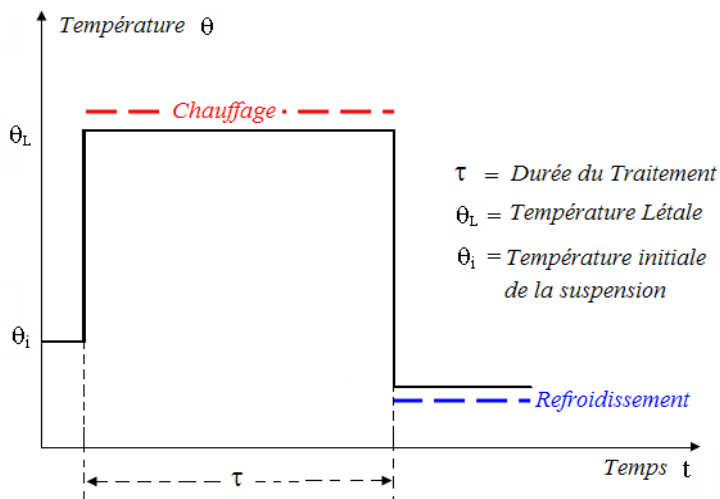 Température θ
Chauffage
θL
τ = Durée du Traitement
θL = Température Létale
θi = Température initiale
de la suspension
θi
Refroidissement
τ
Temps t